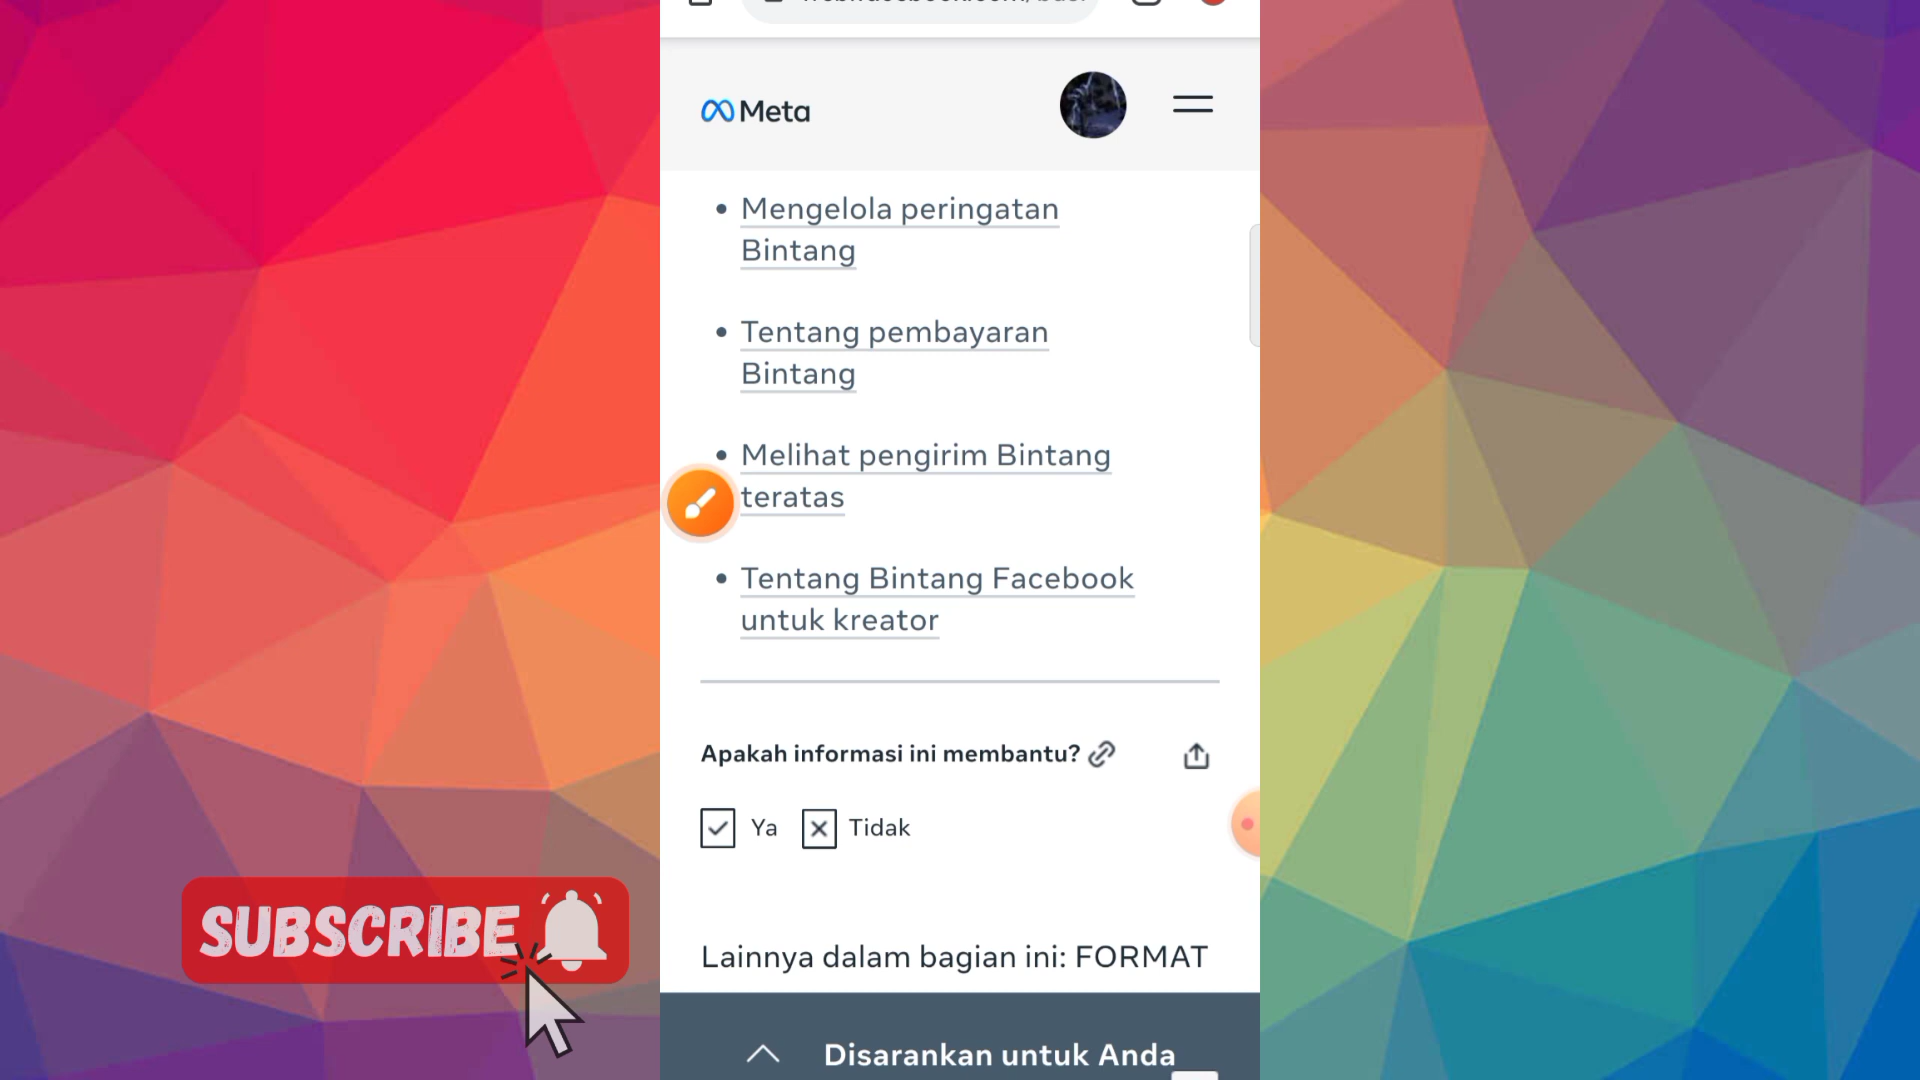 Meta
Mengelola peringatan
Bintang
Tentang pembayaran
Bintang
Melihat pengirim Bintang
teratas
Tentang Bintang Facebook
untuk kreator
Apakah informasi ini membantu?
Ya Tidak
SUBSCRIBE
Lainnya dalam bagian ini: FORMAT
Disarankan untuk Anda